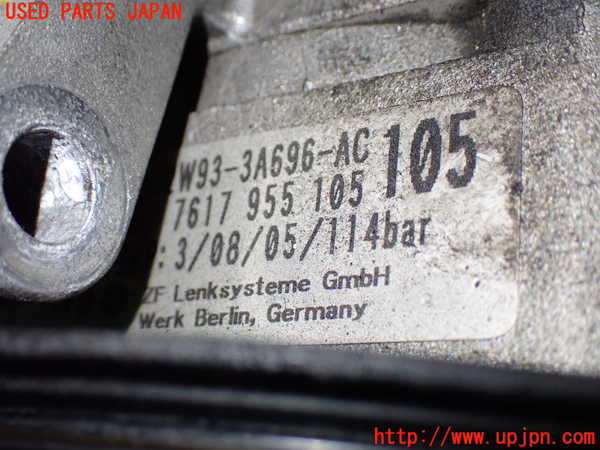 USED PARTS JAPAN
W93-3A696-AC 105
7617 955 105
: 3/08/05/114bar
ZF Lenksysteme GmbH
Werk Berlin, Germany
http://www.upjpn.com/